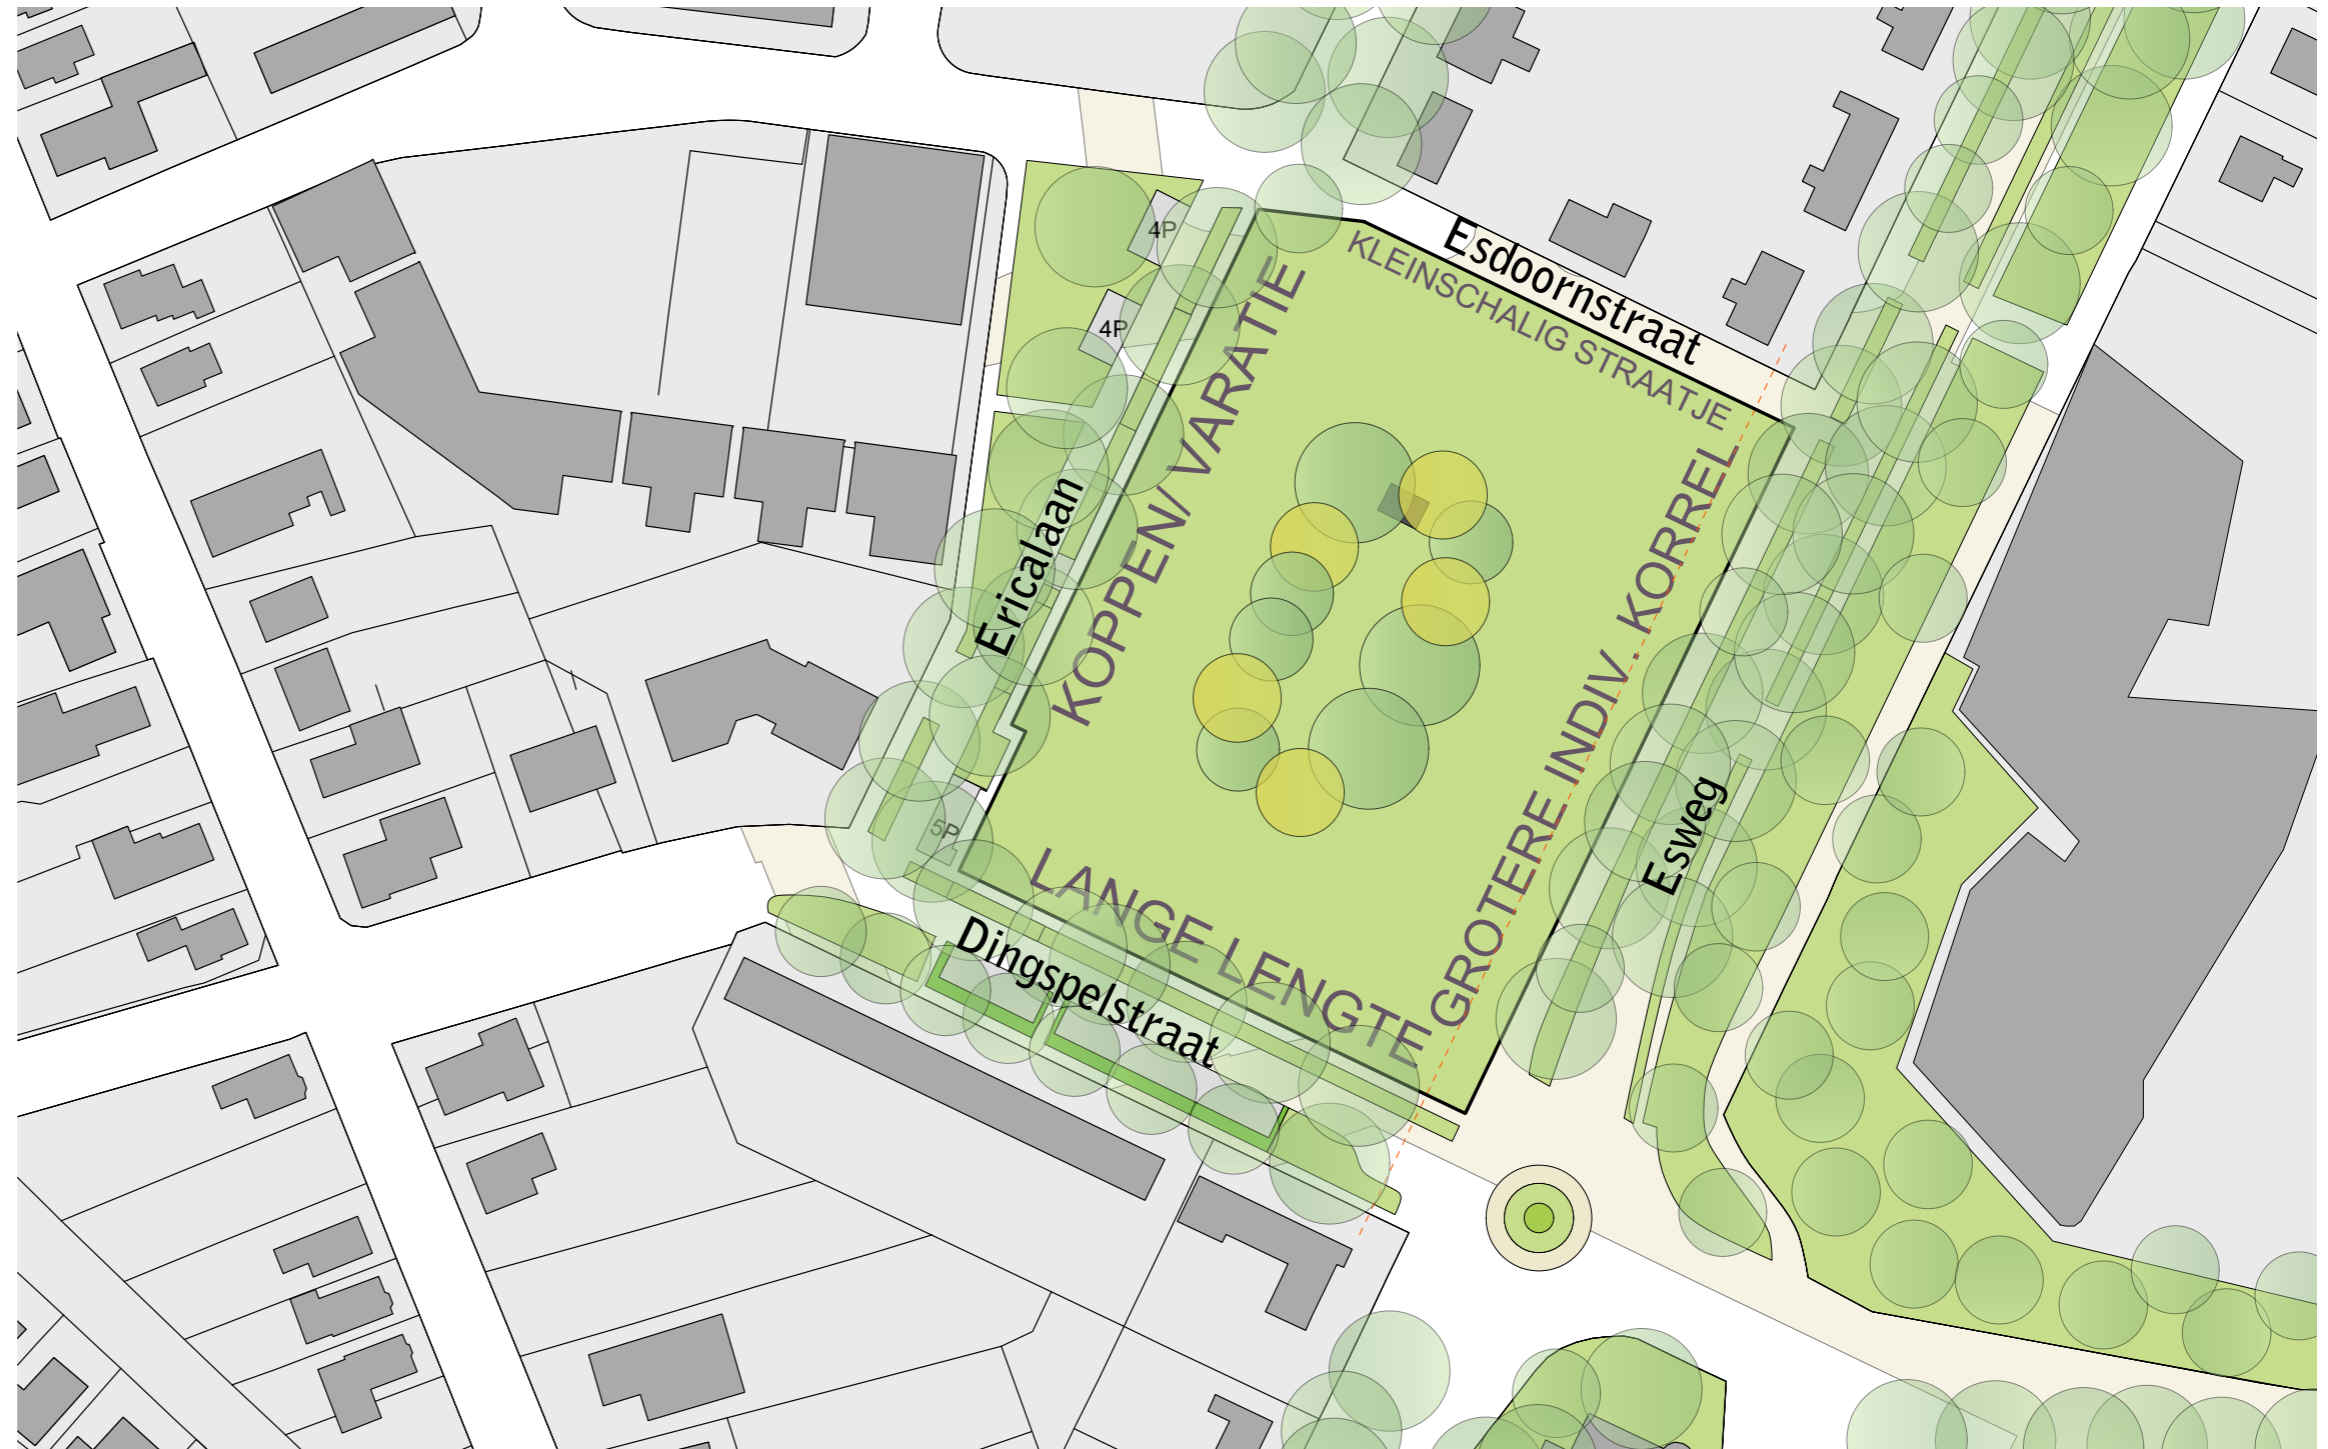 4P
Esdoornstraat
KLEINSCHALIG STRAATJE
4P
KOPPEN/ VARATIE
Ericalaan
GROTERE INDIV. KORREL
Esweg
5P
LANGE LENGTE
Dingspelstraat